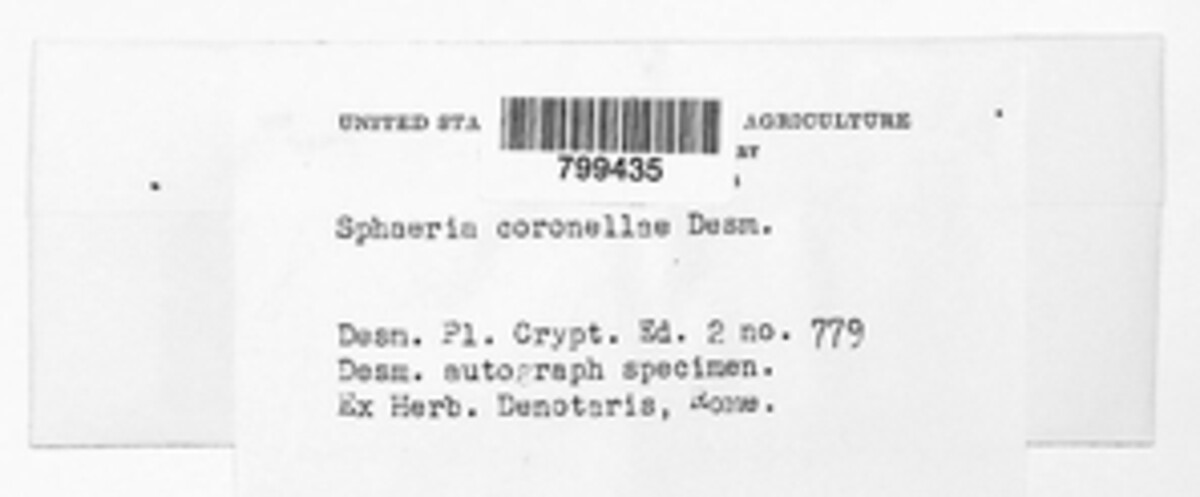 UNITED STA AGRICULTURE
799435
Sphaeria coronellae Desm.
Desm. Pl. Crypt. Ed. 2 no. 779
Desm. autograph specimen.
Ex Herb. Denotaris, Rome.